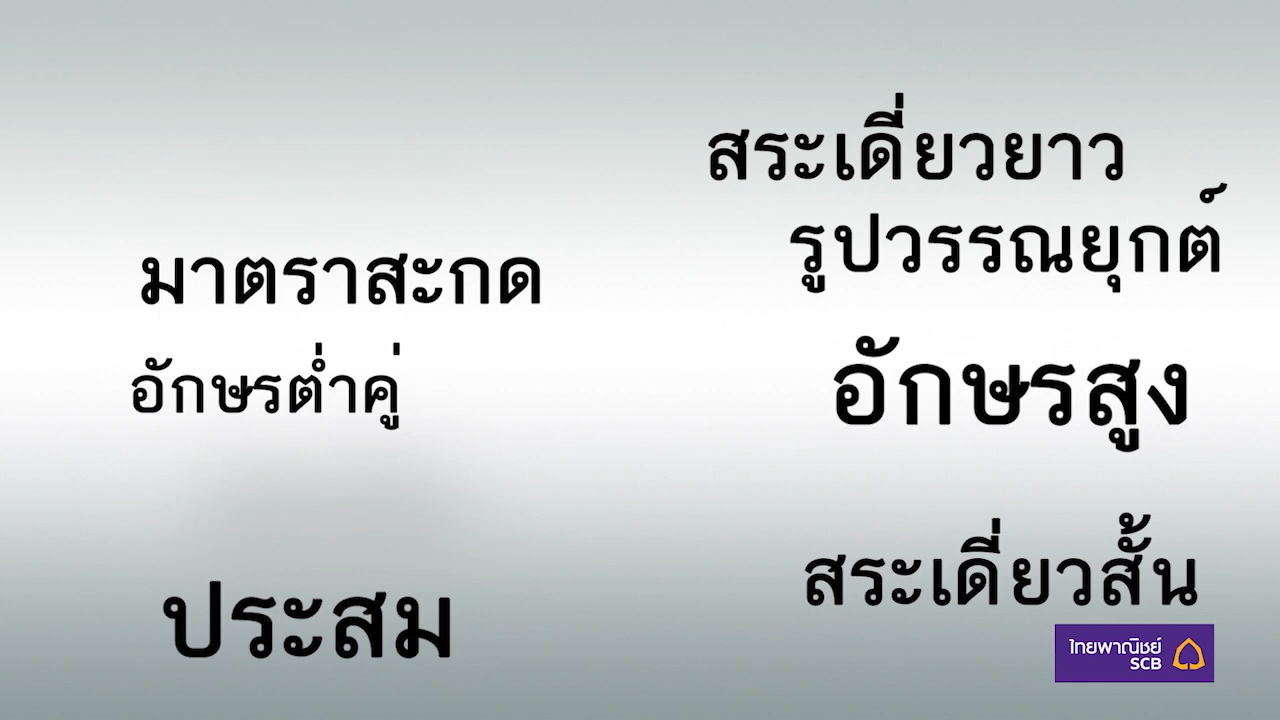 สระเดี่ยวยาว
รูปวรรณยุกต์
มาตราสะกด
อักษรต่ำคู่
อักษรสูง
สระเดี่ยวสั้น
ประสม
ไทยพาณิชย์
SCB